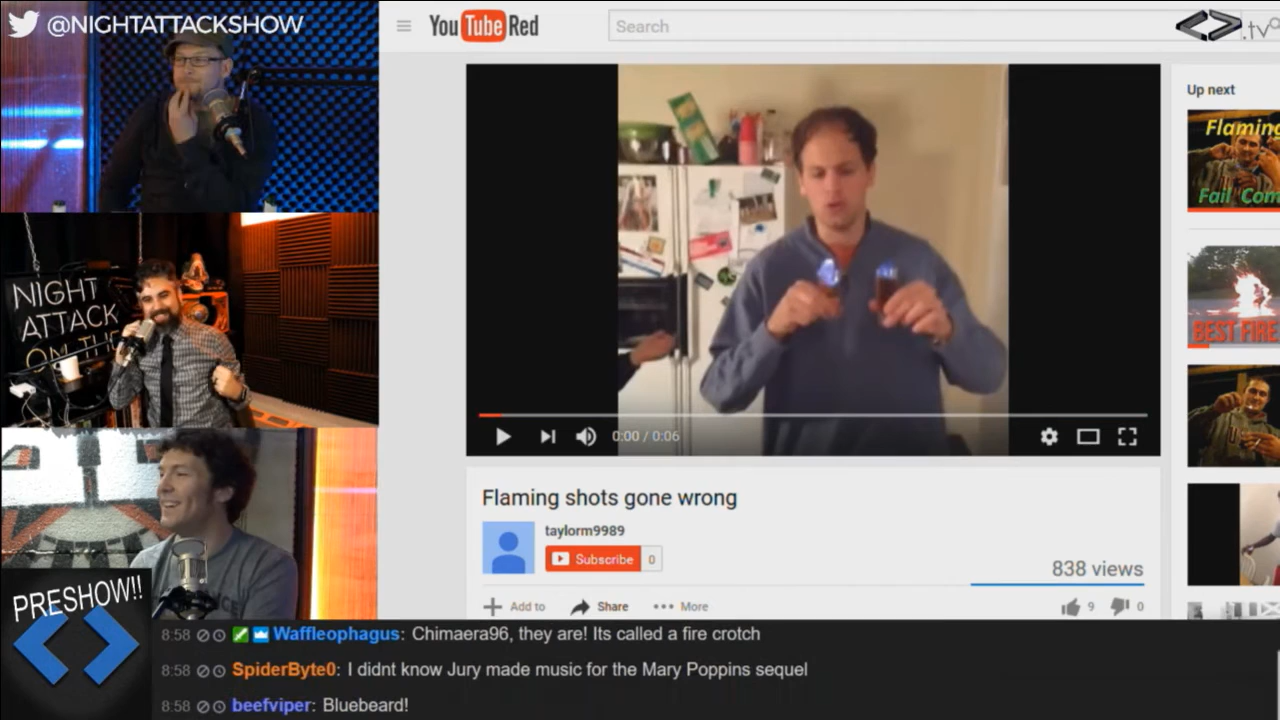 @NIGHTATTACKSHOW
YouTube Red
Search
.tv
Up next
Flaming
Fail Com
BEST FIRE
NIGHT
ATTACK
ON THE
0:00 / 0:06
Flaming shots gone wrong
taylorm9989
Subscribe 0
838 views
Add to Share More
9 0
PRESHOW!!
8:58 Waffleophagus: Chimaera96, they are! Its called a fire crotch
8:58 SpiderByte0: I didnt know Jury made music for the Mary Poppins sequel
8:58 beefviper: Bluebeard!